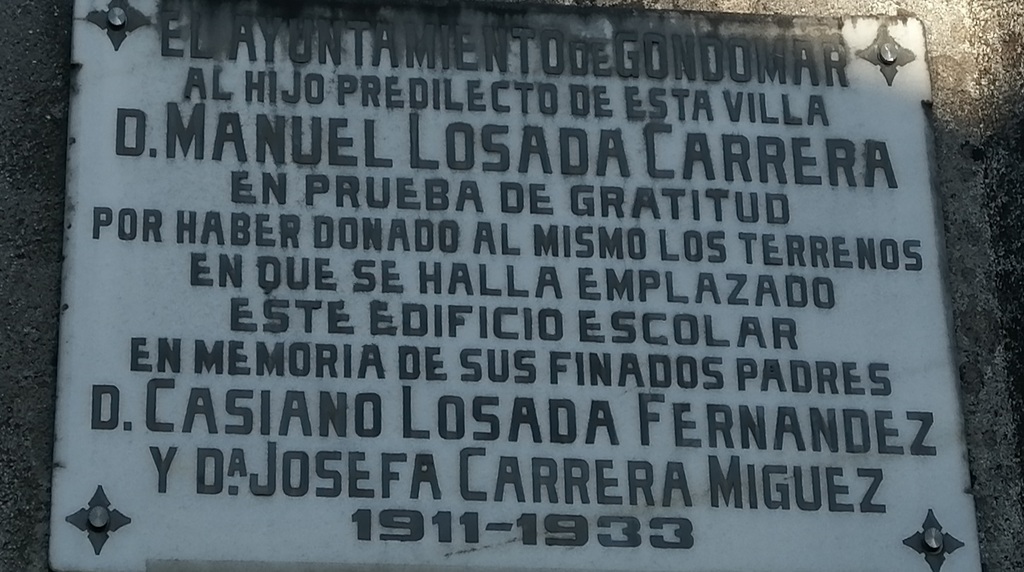 EL AYUNTAMIENTO DE GONDOMAR
AL HIJO PREDILECTO DE ESTA VILLA
D. MANUEL LOSADA CARRERA
EN PRUEBA DE GRATITUD
POR HABER DONADO AL MISMO LOS TERRENOS
EN QUE SE HALLA EMPLAZADO
ESTE EDIFICIO ESCOLAR
EN MEMORIA DE SUS FINADOS PADRES
D. CASIANO LOSADA FERNANDEZ
Y Dª. JOSEFA CARRERA MIGUEZ
1911-1933